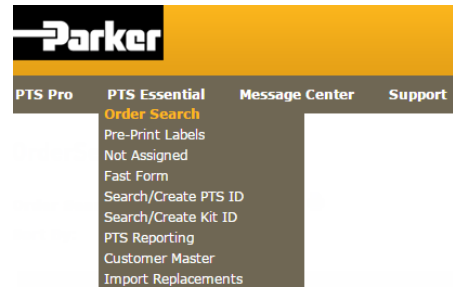 Parker
PTS Pro PTS Essential Message Center Support
Order Search
Pre-Print Labels
Not Assigned
Fast Form
Search/Create PTS ID
Search/Create Kit ID
PTS Reporting
Customer Master
Import Replacements